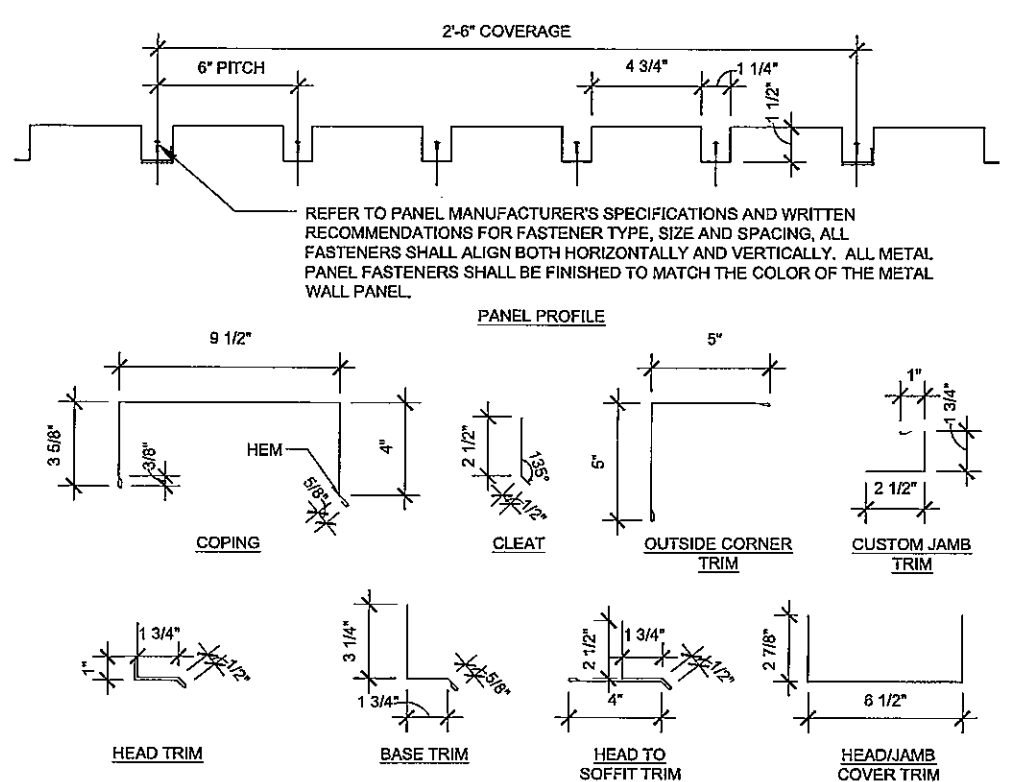 2'-6" COVERAGE
6" PITCH
4 3/4"
1 1/4"
1 1/2"
REFER TO PANEL MANUFACTURER'S SPECIFICATIONS AND WRITTEN
RECOMMENDATIONS FOR FASTENER TYPE, SIZE AND SPACING, ALL
FASTENERS SHALL ALIGN BOTH HORIZONTALLY AND VERTICALLY. ALL METAL
PANEL FASTENERS SHALL BE FINISHED TO MATCH THE COLOR OF THE METAL
WALL PANEL.
PANEL PROFILE
9 1/2"
3 5/8"
3/8"
HEM
5/8"
4"
COPING
2 1/2"
135°
1/2"
CLEAT
5"
5"
OUTSIDE CORNER
TRIM
1"
1 3/4"
2 1/2"
CUSTOM JAMB
TRIM
1 3/4"
1"
1/2"
HEAD TRIM
3 1/4"
1 3/4"
5/8"
BASE TRIM
2 1/2"
1 3/4"
1/2"
4"
HEAD TO
SOFFIT TRIM
2 7/8"
6 1/2"
HEAD/JAMB
COVER TRIM